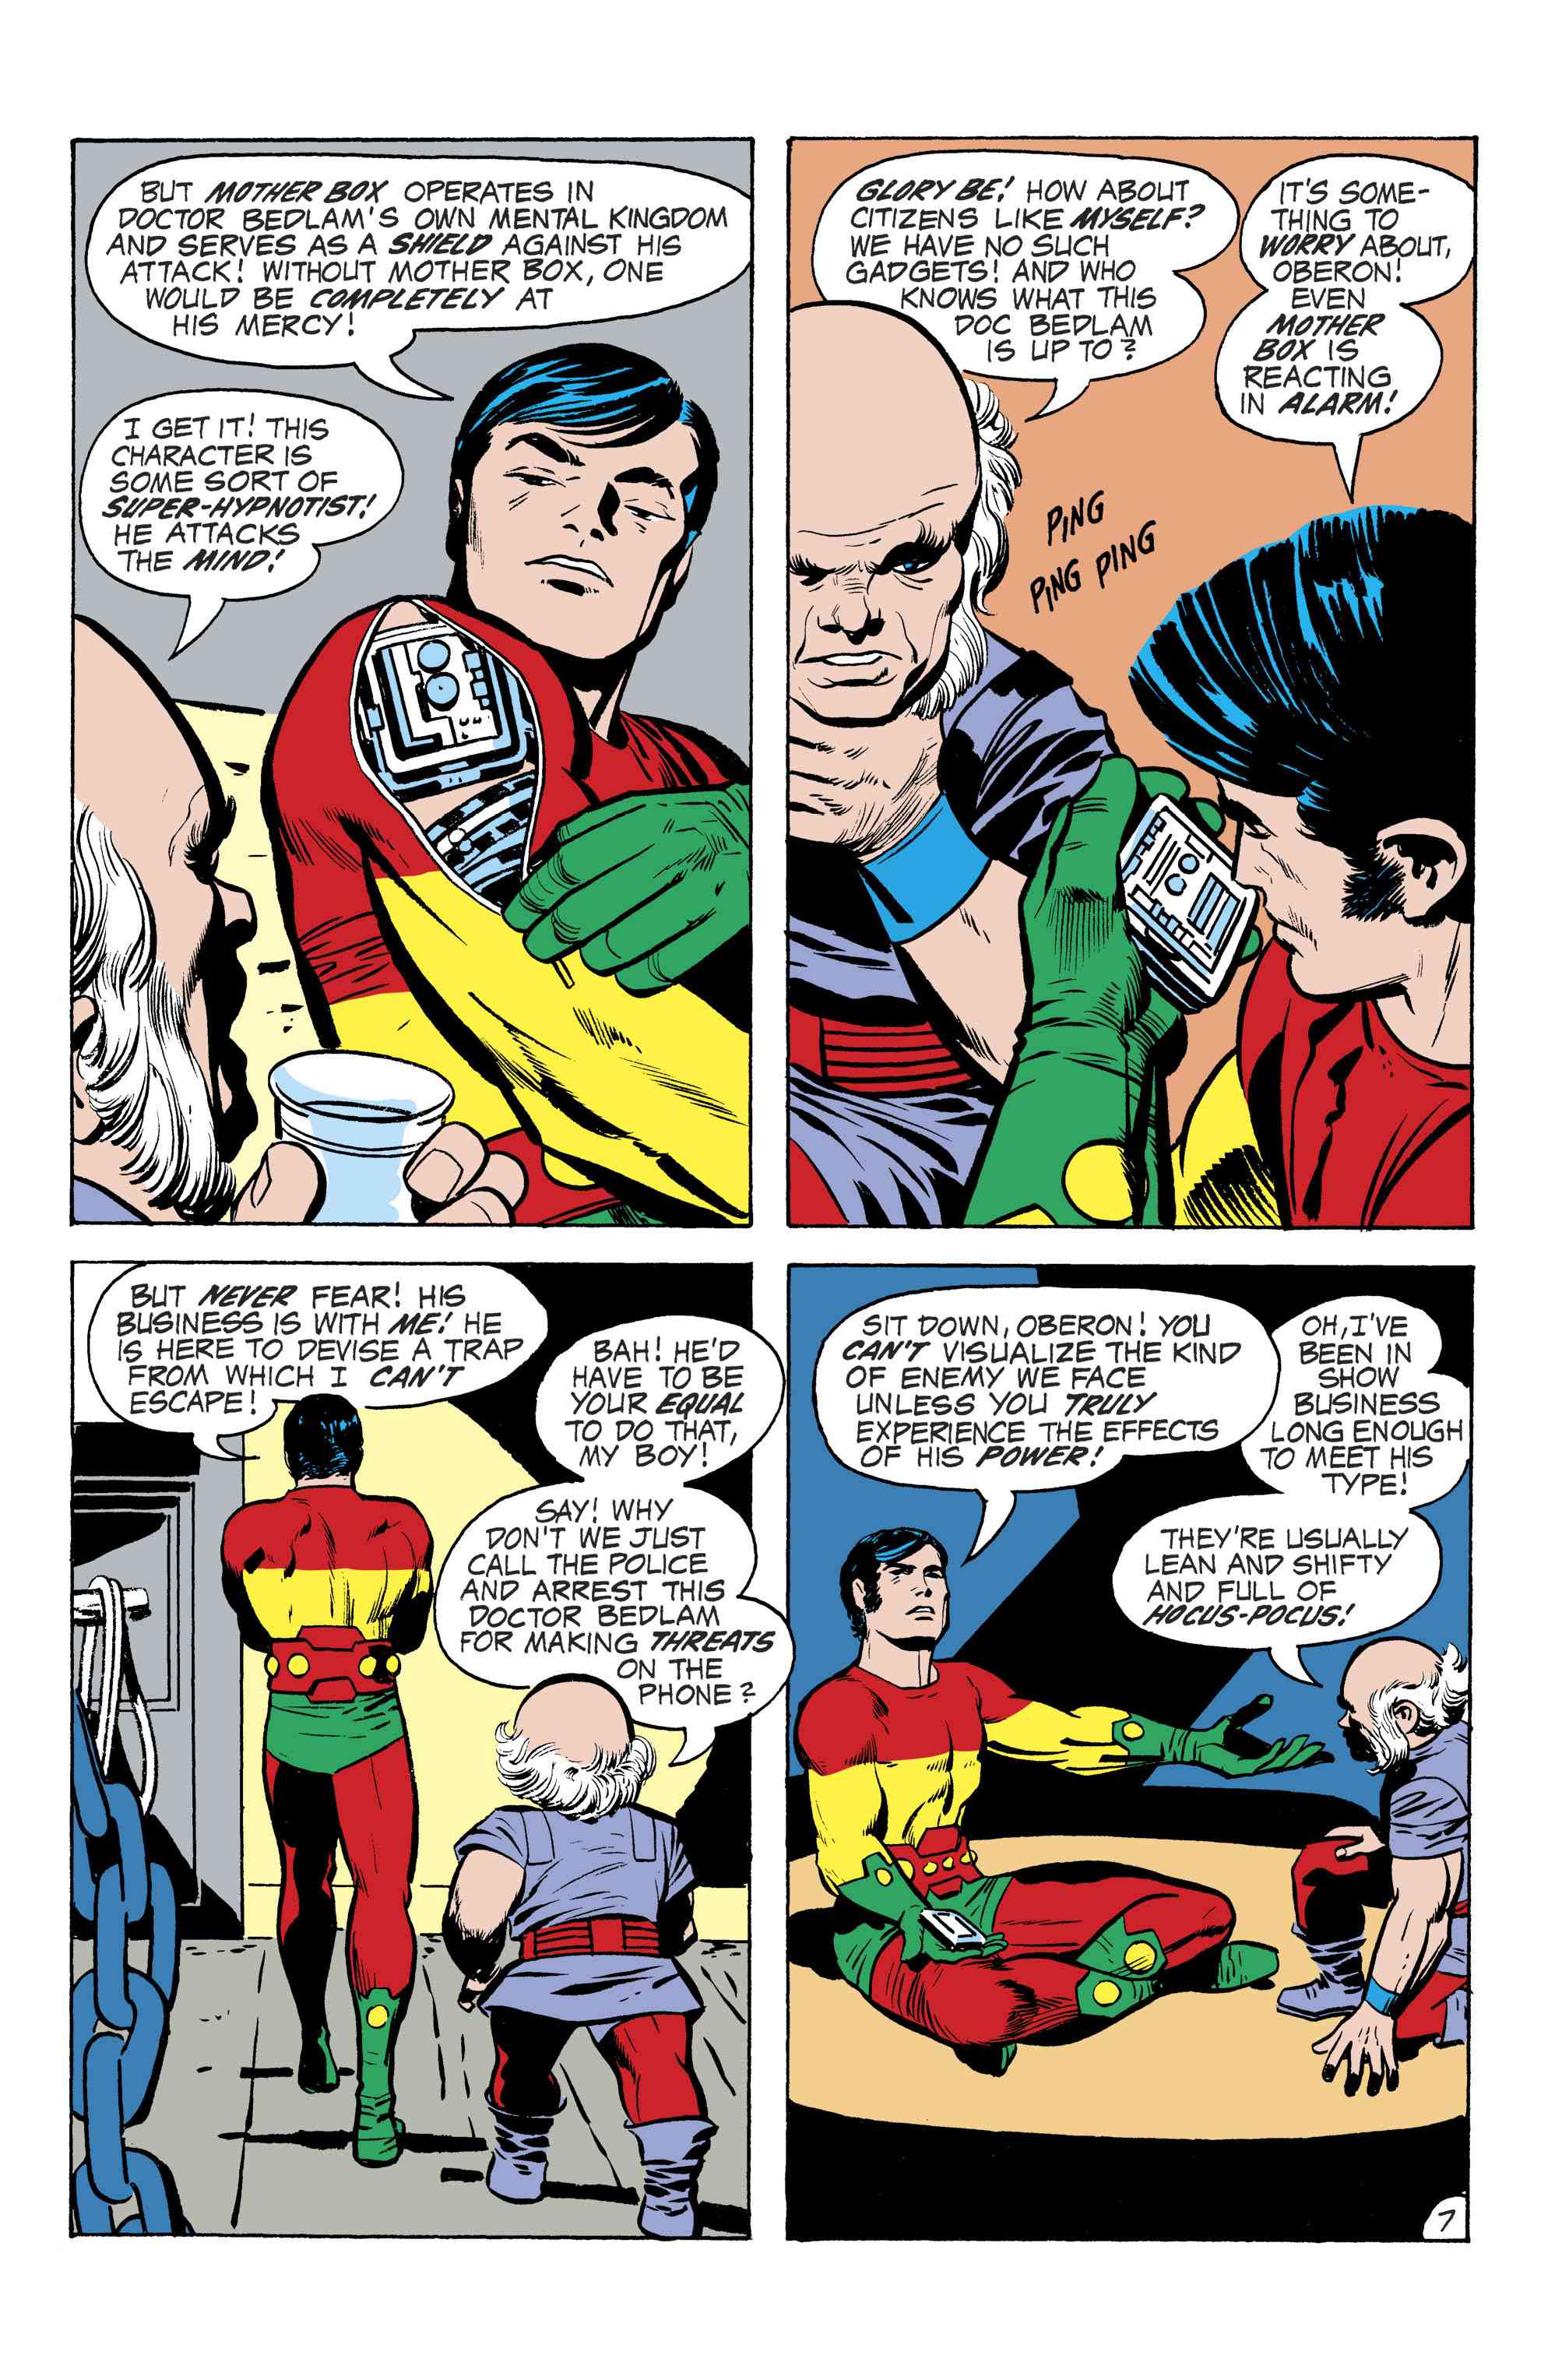 BUT MOTHER BOX OPERATES IN
DOCTOR BEDLAM'S OWN MENTAL KINGDOM
AND SERVES AS A SHIELD AGAINST HIS
ATTACK! WITHOUT MOTHER BOX, ONE
WOULD BE COMPLETELY AT
HIS MERCY!
I GET IT! THIS
CHARACTER IS
SOME SORT OF
SUPER-HYPNOTIST!
HE ATTACKS
THE MIND!
GLORY BE! HOW ABOUT
CITIZENS LIKE MYSELF?
WE HAVE NO SUCH
GADGETS! AND WHO
KNOWS WHAT THIS
DOC BEDLAM
IS UP TO?
IT'S SOME-
THING TO
WORRY ABOUT,
OBERON!
EVEN
MOTHER
BOX IS
REACTING
IN ALARM!
PING
PING PING
BUT NEVER FEAR! HIS
BUSINESS IS WITH ME! HE
IS HERE TO DEVISE A TRAP
FROM WHICH I CAN'T
ESCAPE!
BAH! HE'D
HAVE TO BE
YOUR EQUAL
TO DO THAT,
MY BOY!
SAY! WHY
DON'T WE JUST
CALL THE POLICE
AND ARREST THIS
DOCTOR BEDLAM
FOR MAKING THREATS
ON THE
PHONE?
SIT DOWN, OBERON! YOU
CAN'T VISUALIZE THE KIND
OF ENEMY WE FACE
UNLESS YOU TRULY
EXPERIENCE THE EFFECTS
OF HIS POWER!
OH, I'VE
BEEN IN
SHOW
BUSINESS
LONG ENOUGH
TO MEET HIS
TYPE!
THEY'RE USUALLY
LEAN AND SHIFTY
AND FULL OF
HOCUS-POCUS!
7